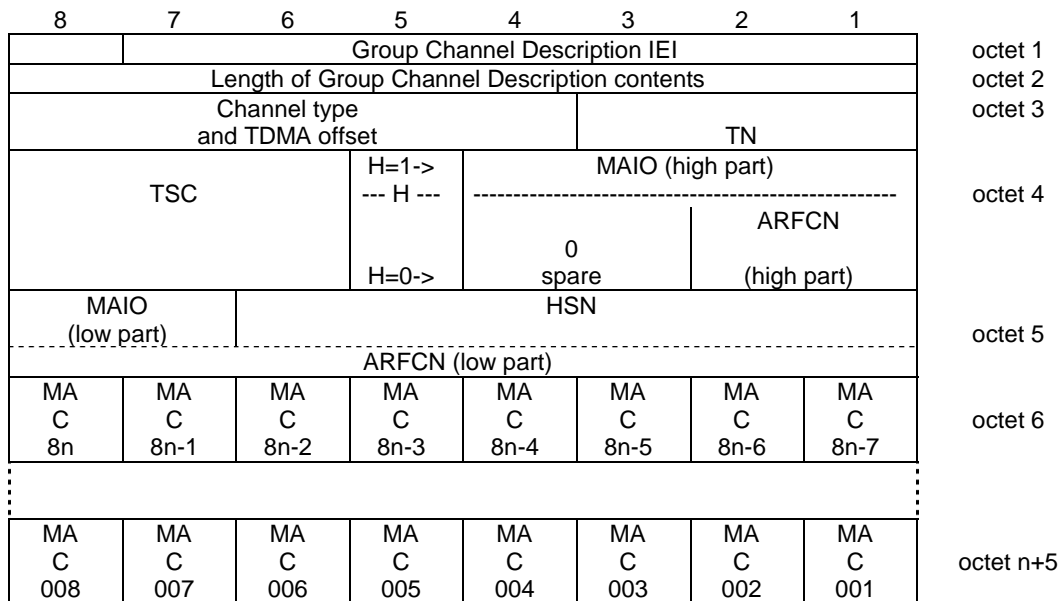 8 7 6 5 4 3 2 1
Group Channel Description IEI octet 1
Length of Group Channel Description contents octet 2
Channel type octet 3
and TDMA offset TN
H=1-> MAIO (high part)
TSC --- H --- ------------------------------------------------------- octet 4
ARFCN
0
H=0-> spare (high part)
MAIO HSN
(low part) octet 5
ARFCN (low part)
MA MA MA MA MA MA MA MA
C C C C C C C C octet 6
8n 8n-1 8n-2 8n-3 8n-4 8n-5 8n-6 8n-7
MA MA MA MA MA MA MA MA
C C C C C C C C octet n+5
008 007 006 005 004 003 002 001